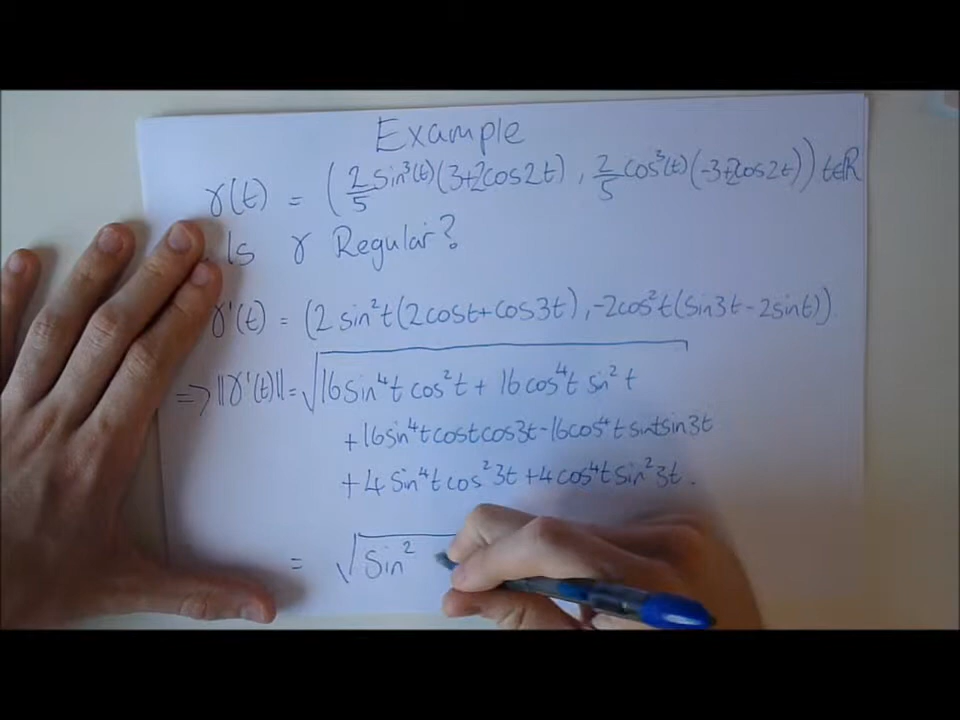 Example
γ(t) = (2/5 sin³(t)(3+2cos2t), 2/5 cos³(t)(-3+2cos2t)) t∈ℝ
Is γ Regular?
γ'(t) = (2 sin²t(2cost+cos3t), -2cos²t(sin3t-2sint))
=> ||γ'(t)|| = √16sin⁴t cos²t + 16cos⁴t sin²t
+16sin⁴t cost cos3t - 16cos⁴t sint sin3t
+4 sin⁴t cos²3t + 4cos⁴t sin²3t.
= √Sin²